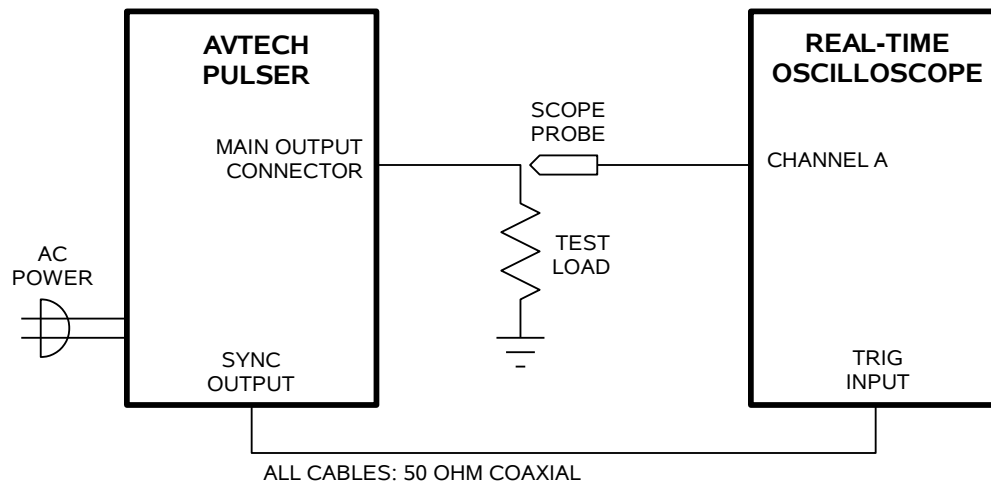 AVTECH
PULSER
REAL-TIME
OSCILLOSCOPE
SCOPE
PROBE
MAIN OUTPUT
CONNECTOR
CHANNEL A
TEST
LOAD
AC
POWER
SYNC
OUTPUT
TRIG
INPUT
ALL CABLES: 50 OHM COAXIAL